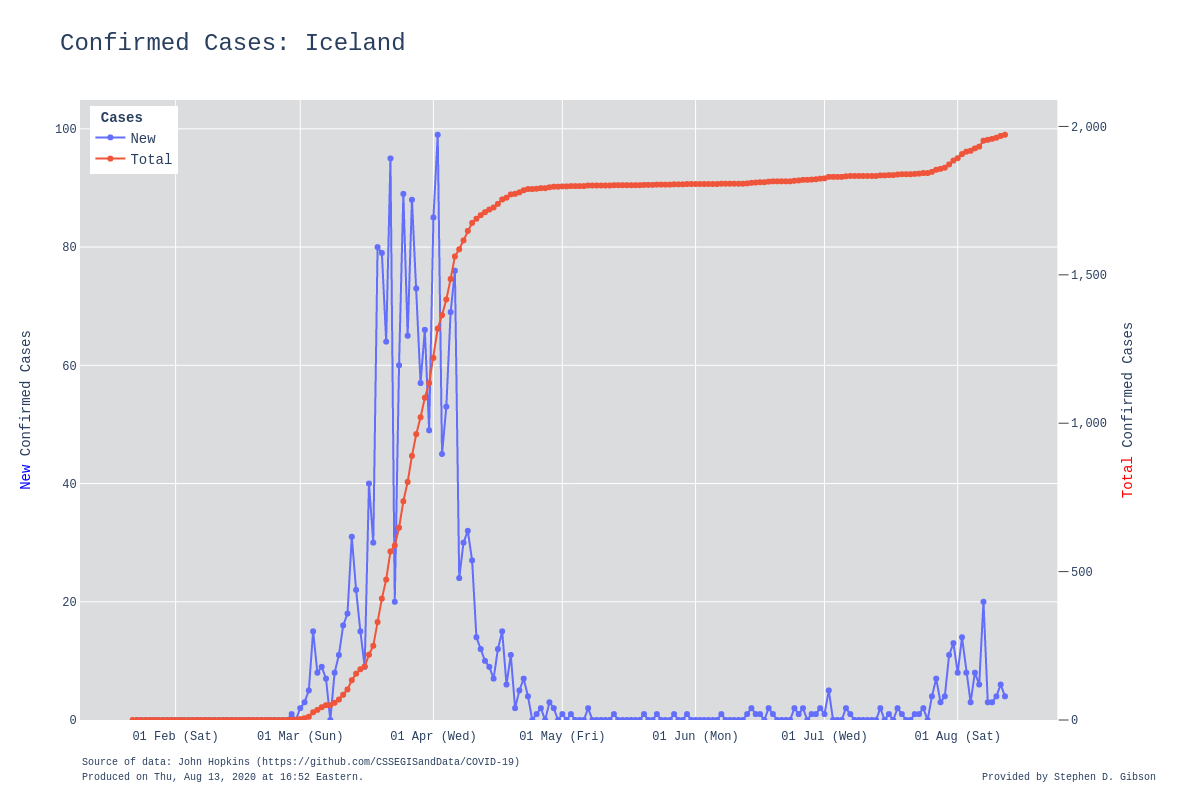 Confirmed Cases: Iceland
Cases
New
Total
100
80
60
40
20
0
New Confirmed Cases
2,000
1,500
1,000
500
0
Total Confirmed Cases
01 Feb (Sat) 01 Mar (Sun) 01 Apr (Wed) 01 May (Fri) 01 Jun (Mon) 01 Jul (Wed) 01 Aug (Sat)
Source of data: John Hopkins (https://github.com/CSSEGISandData/COVID-19)
Produced on Thu, Aug 13, 2020 at 16:52 Eastern.
Provided by Stephen D. Gibson